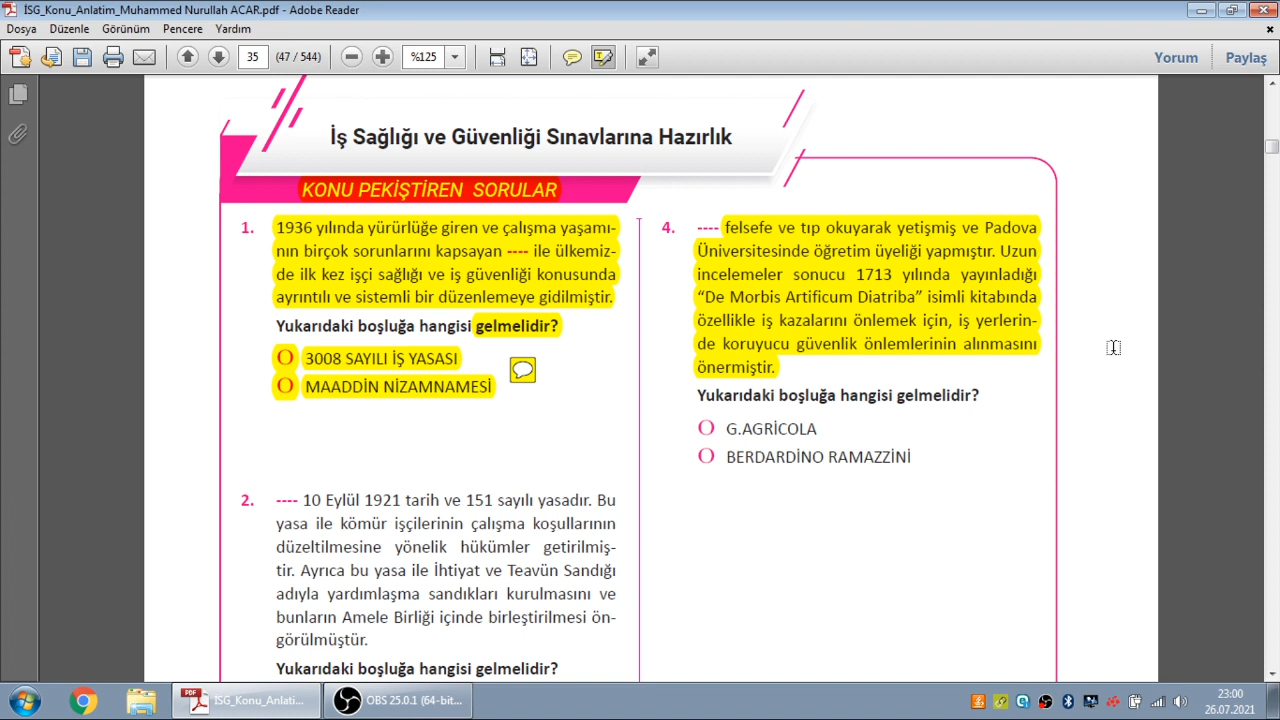 İSG_Konu_Anlatim_Muhammed Nurullah ACAR.pdf - Adobe Reader
Dosya Düzenle Görünüm Pencere Yardım
35 (47 / 544) %125 Yorum Paylaş
İş Sağlığı ve Güvenliği Sınavlarına Hazırlık
KONU PEKİŞTİREN SORULAR
1. 1936 yılında yürürlüğe giren ve çalışma yaşamı-
nın birçok sorunlarını kapsayan ---- ile ülkemiz-
de ilk kez işçi sağlığı ve iş güvenliği konusunda
ayrıntılı ve sistemli bir düzenlemeye gidilmiştir.
Yukarıdaki boşluğa hangisi gelmelidir?
O 3008 SAYILI İŞ YASASI
O MAADDİN NİZAMNAMESİ
2. ---- 10 Eylül 1921 tarih ve 151 sayılı yasadır. Bu
yasa ile kömür işçilerinin çalışma koşullarının
düzeltilmesine yönelik hükümler getirilmiş-
tir. Ayrıca bu yasa ile İhtiyat ve Teavün Sandığı
adıyla yardımlaşma sandıkları kurulmasını ve
bunların Amele Birliği içinde birleştirilmesi ön-
görülmüştür.
Yukarıdaki boşluğa hangisi gelmelidir?
4. ---- felsefe ve tıp okuyarak yetişmiş ve Padova
Üniversitesinde öğretim üyeliği yapmıştır. Uzun
incelemeler sonucu 1713 yılında yayınladığı
“De Morbis Artificum Diatriba” isimli kitabında
özellikle iş kazalarını önlemek için, iş yerlerin-
de koruyucu güvenlik önlemlerinin alınmasını
önermiştir.
Yukarıdaki boşluğa hangisi gelmelidir?
O G.AGRİCOLA
O BERDARDİNO RAMAZZİNİ
PDF
İSG_Konu_Anlati...
OBS 25.0.1 (64-bit...
23:00
26.07.2021